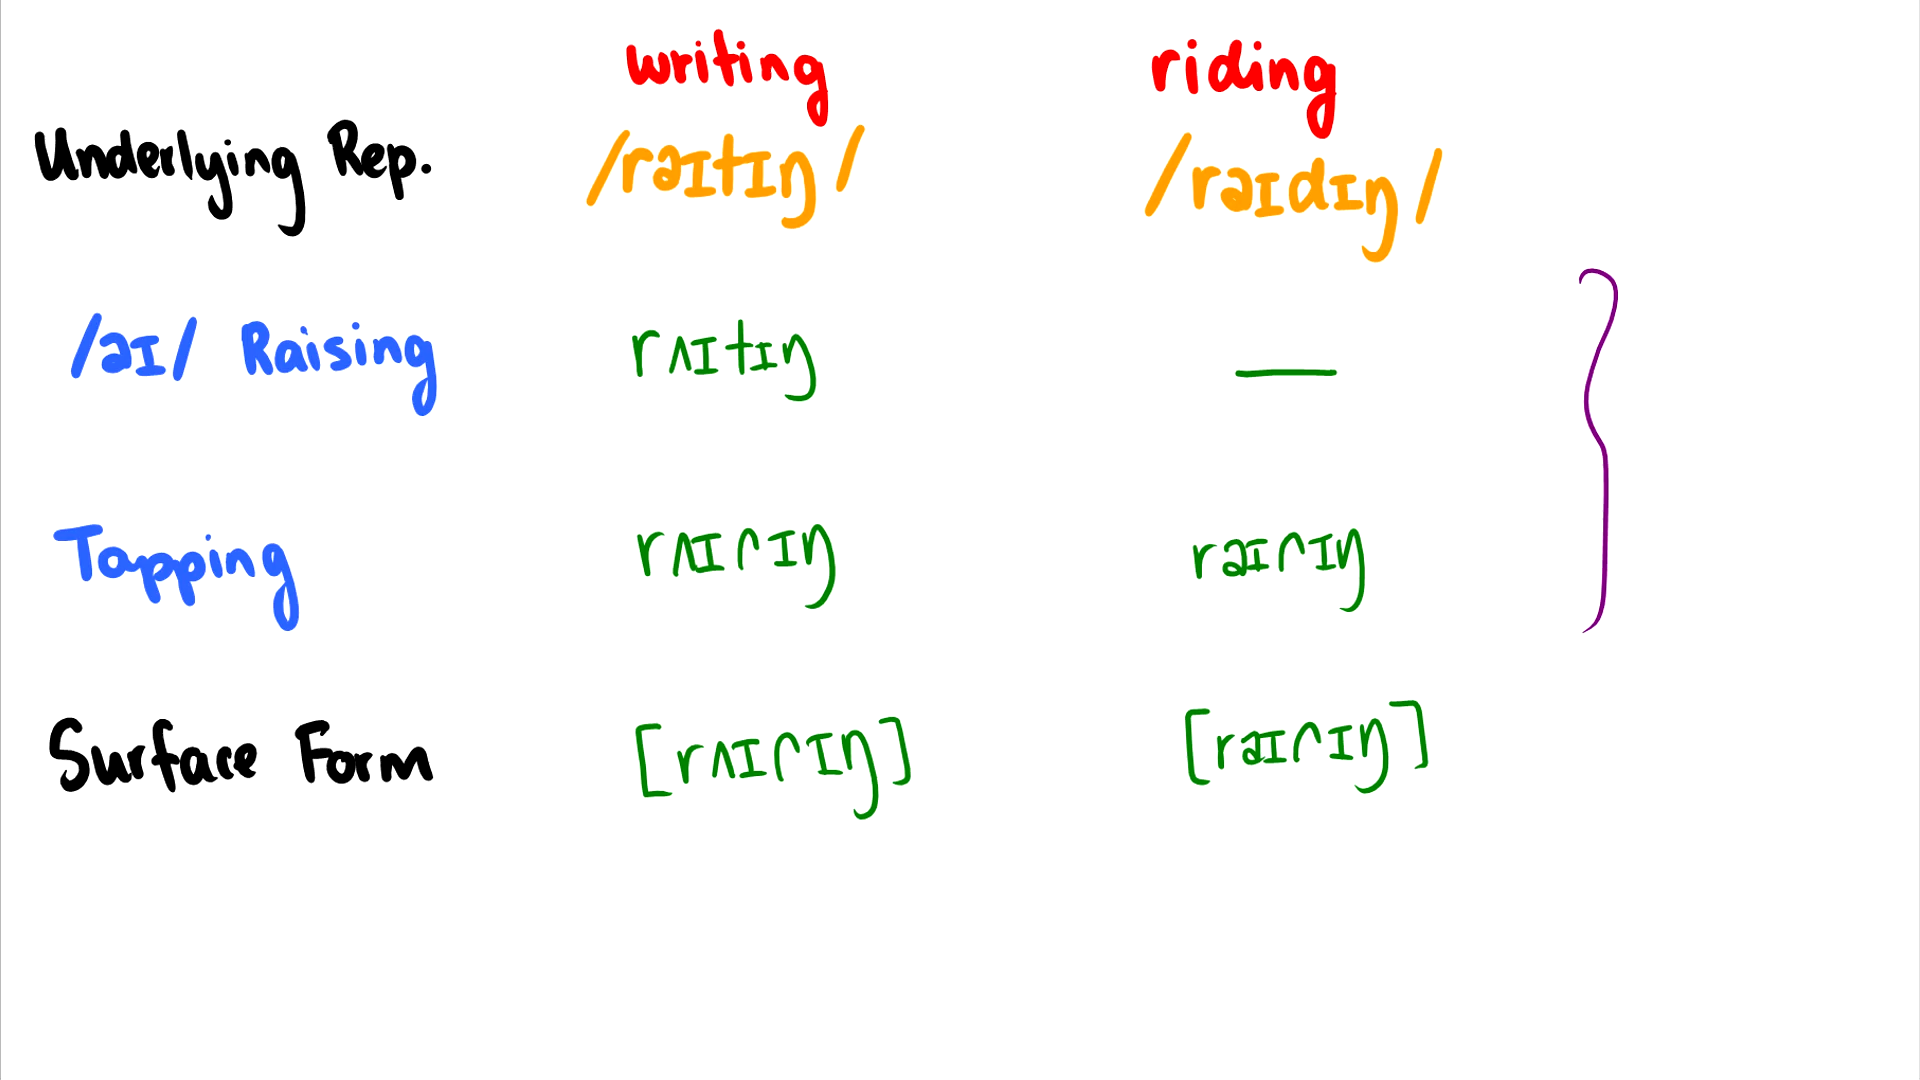 writing riding
Underlying Rep. /raɪtɪŋ/ /raɪdɪŋ/
/aɪ/ Raising rʌɪtɪŋ —
Tapping rʌɪɾɪŋ raɪɾɪŋ
Surface Form [rʌɪɾɪŋ] [raɪɾɪŋ]